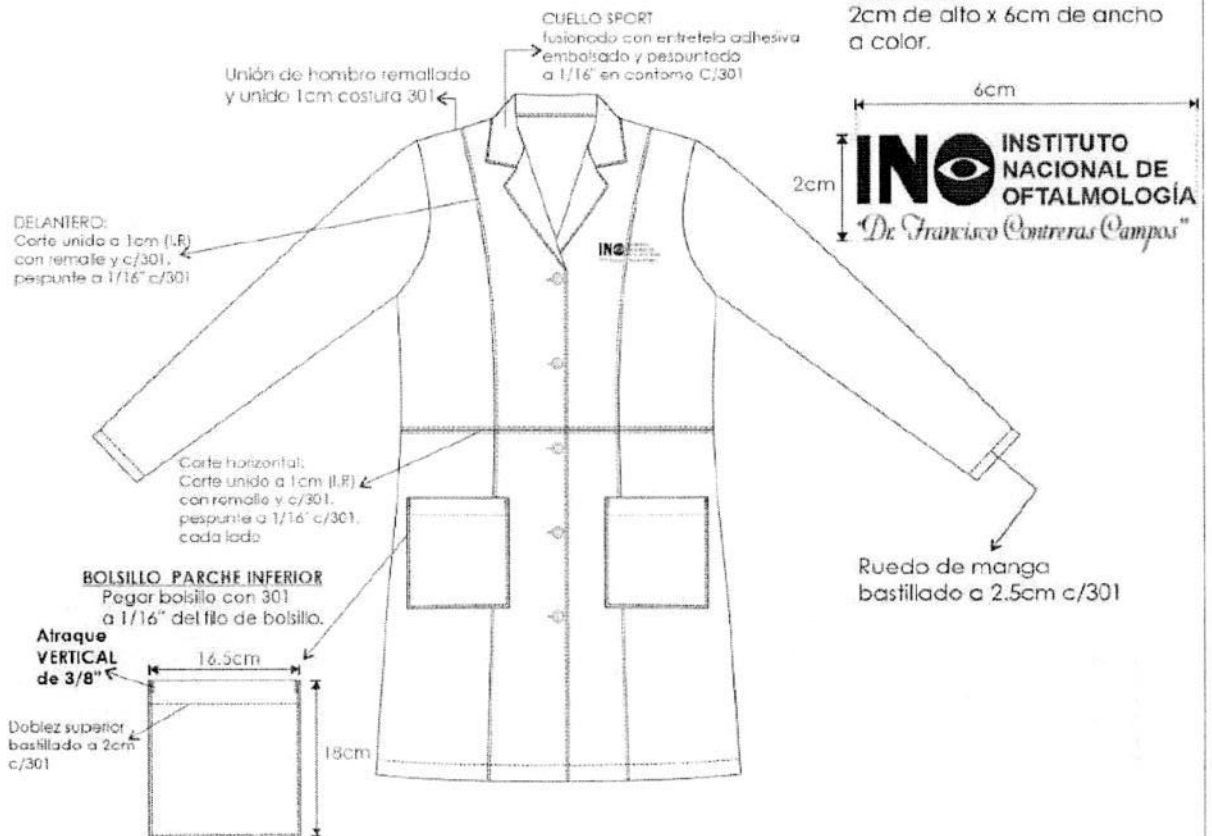 CUELLO SPORT
fusionado con entretela adhesiva
embolsado y pespuntado
a 1/16" en contorno C/301
2cm de alto x 6cm de ancho
a color.
Unión de hombro remallado
y unido 1cm costura 301
6cm
2cm
INO
INSTITUTO
NACIONAL DE
OFTALMOLOGÍA
"Dr. Francisco Contreras Campos"
DELANTERO:
Corte unido a 1cm (I.R)
con remalle y c/301,
pespunte a 1/16" c/301
INO
Corte horizontal:
Corte unido a 1cm (I.R)
con remalle y c/301,
pespunte a 1/16" c/301,
cada lado
BOLSILLO PARCHE INFERIOR
Pegar bolsillo con 301
a 1/16" del filo de bolsillo.
Atraque
VERTICAL
de 3/8"
16.5cm
Doblez superior
bastillado a 2cm
c/301
18cm
Ruedo de manga
bastillado a 2.5cm c/301